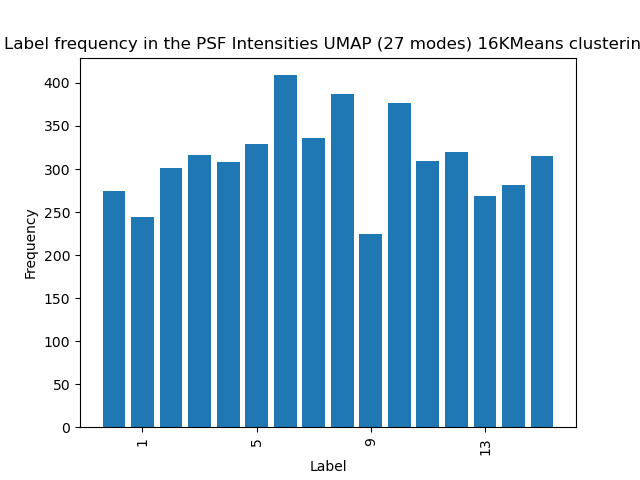 Label frequency in the PSF Intensities UMAP (27 modes) 16KMeans clusterin
400
350
300
250
200
150
100
50
0
Frequency
1 5 9 13
Label